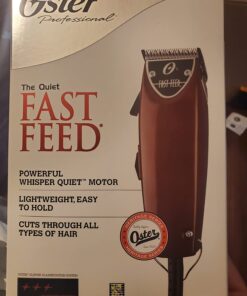 Oster
Professional
The Quiet
FAST
FEED®
POWERFUL
WHISPER QUIET™ MOTOR
LIGHTWEIGHT, EASY
TO HOLD
CUTS THROUGH ALL
TYPES OF HAIR
FAST FEED
Oster